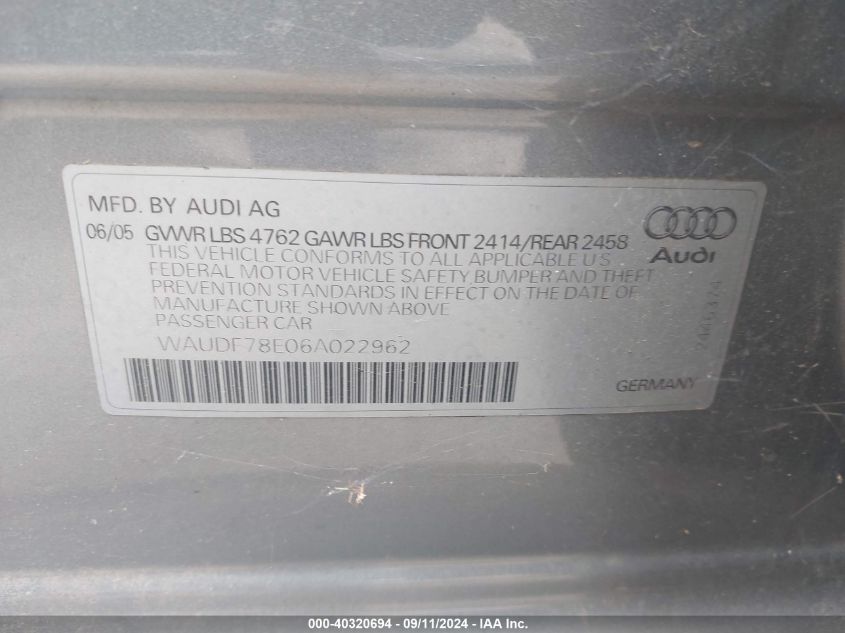 MFD. BY AUDI AG
06/05 GVWR LBS 4762 GAWR LBS FRONT 2414/REAR 2458
THIS VEHICLE CONFORMS TO ALL APPLICABLE U S
FEDERAL MOTOR VEHICLE SAFETY BUMPER AND THEFT
PREVENTION STANDARDS IN EFFECT ON THE DATE OF
MANUFACTURE SHOWN ABOVE
PASSENGER CAR
WAUDF78E06A022962
Audi
GERMANY
000-40320694 - 09/11/2024 - IAA Inc.